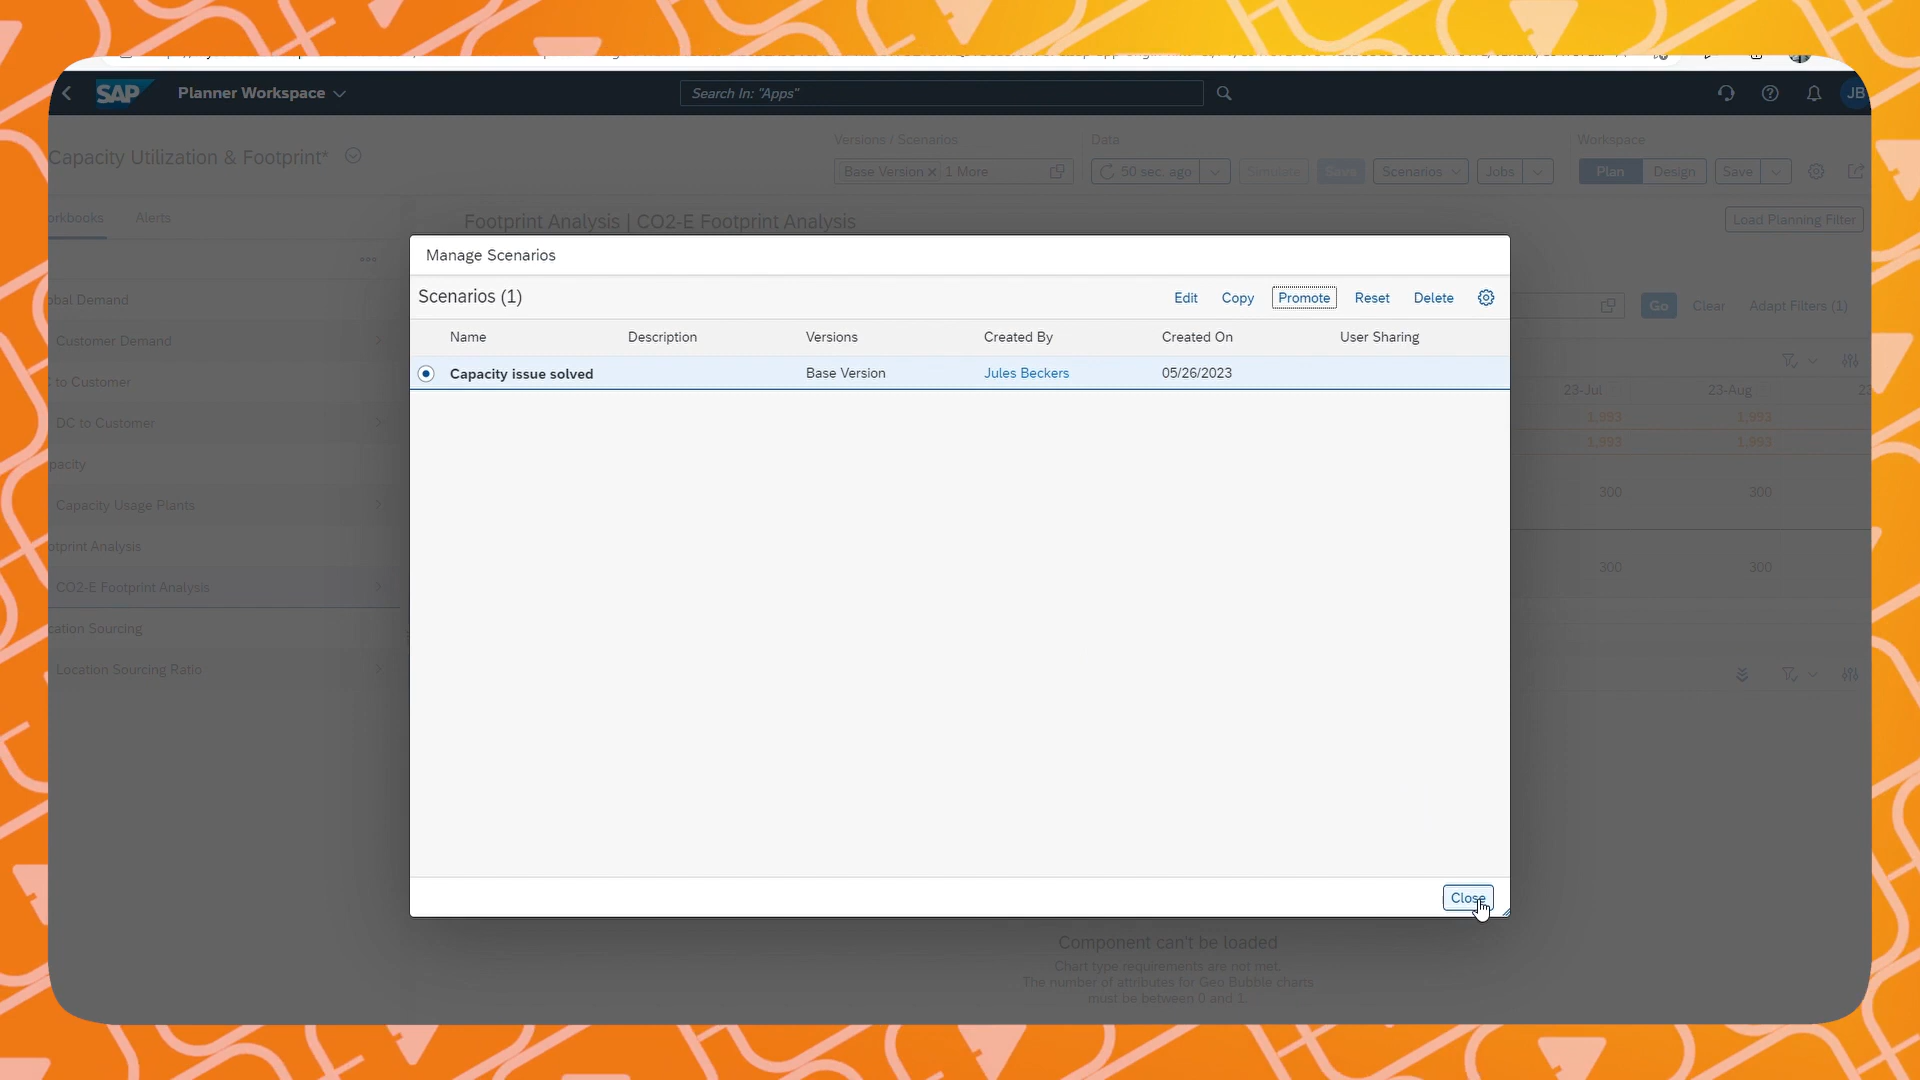 SAP Planner Workspace Search In: "Apps" JB
Capacity Utilization & Footprint*
Versions / Scenarios Data Workspace
Base Version 1 More 50 sec. ago Simulate Save Scenarios Jobs Plan Design Save
orkbooks Alerts
Footprint Analysis | CO2-E Footprint Analysis Load Planning Filter
Manage Scenarios
Scenarios (1) Edit Copy Promote Reset Delete
Name Description Versions Created By Created On User Sharing
Capacity issue solved Base Version Jules Beckers 05/26/2023
Close
obal Demand
Customer Demand
to Customer
DC to Customer
pacity
Capacity Usage Plants
otprint Analysis
CO2-E Footprint Analysis
cation Sourcing
Location Sourcing Ratio
Go Clear Adapt Filters (1)
23-Jul 23-Aug 23
1,993 1,993
1,993 1,993
300 300
300 300
Component can't be loaded
Chart type requirements are not met.
The number of attributes for Geo Bubble charts
must be between 0 and 1.